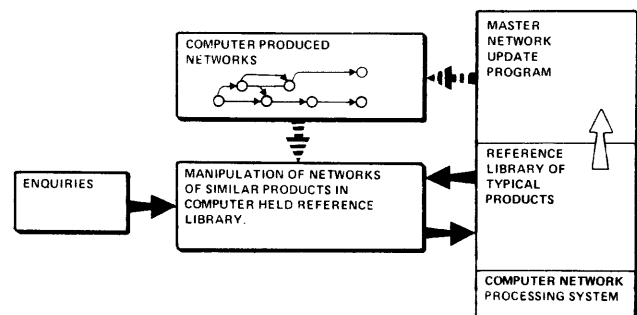 COMPUTER PRODUCED
NETWORKS
MASTER
NETWORK
UPDATE
PROGRAM
ENQUIRIES
MANIPULATION OF NETWORKS
OF SIMILAR PRODUCTS IN
COMPUTER HELD REFERENCE
LIBRARY.
REFERENCE
LIBRARY OF
TYPICAL
PRODUCTS
COMPUTER NETWORK
PROCESSING SYSTEM